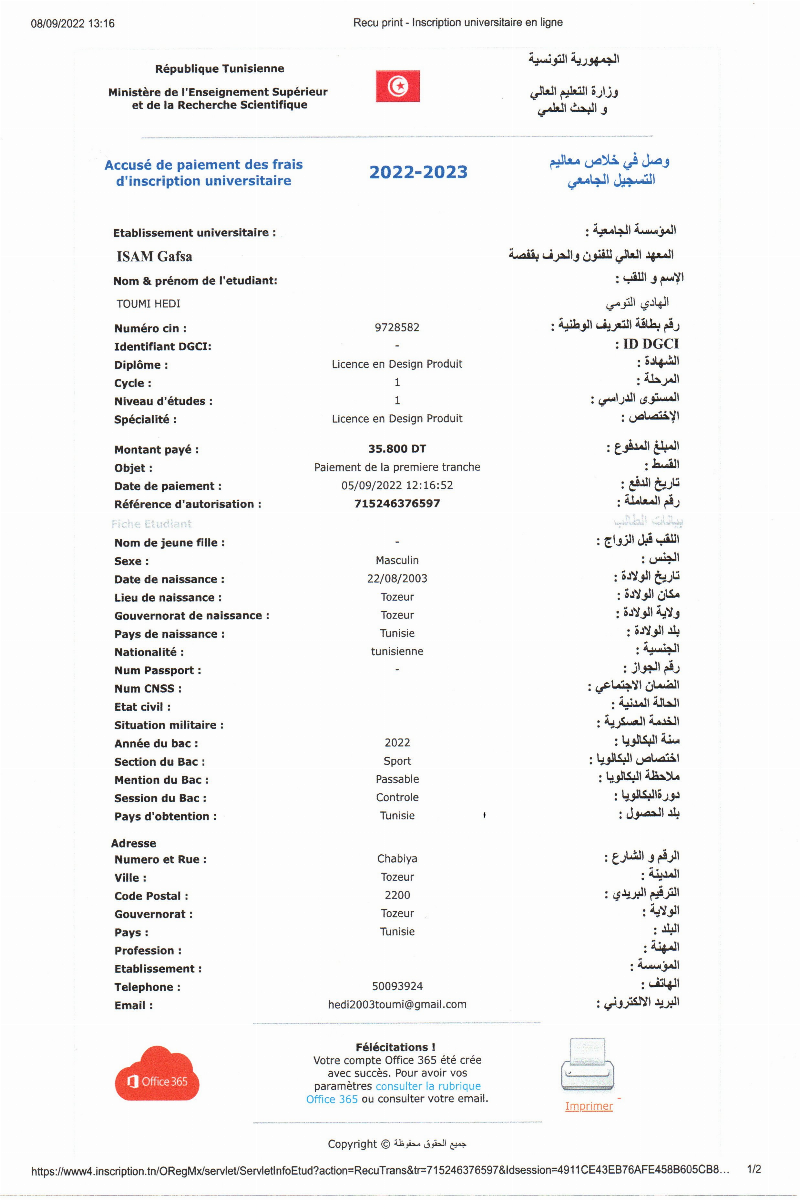 08/09/2022 13:16 Recu print - Inscription universitaire en ligne
République Tunisienne الجمهورية التونسية
Ministère de l'Enseignement Supérieur وزارة التعليم العالي
et de la Recherche Scientifique و البحث العلمي
Accusé de paiement des frais 2022-2023 وصل في خلاص معاليم
d'inscription universitaire التسجيل الجامعي
Etablissement universitaire : المؤسسة الجامعية :
ISAM Gafsa المعهد العالي للفنون والحرف بقفصة
Nom & prénom de l'etudiant: الإسم و اللقب :
TOUMI HEDI الهادي التومي
Numéro cin : 9728582 رقم بطاقة التعريف الوطنية :
Identifiant DGCI: - ID DGCI :
Diplôme : Licence en Design Produit الشهادة :
Cycle : 1 المرحلة :
Niveau d'études : 1 المستوى الدراسي :
Spécialité : Licence en Design Produit الإختصاص :
Montant payé : 35.800 DT المبلغ المدفوع :
Objet : Paiement de la premiere tranche القسط :
Date de paiement : 05/09/2022 12:16:52 تاريخ الدفع :
Référence d'autorisation : 715246376597 رقم المعاملة :
Fiche Etudiant بيانات الطالب
Nom de jeune fille : - اللقب قبل الزواج :
Sexe : Masculin الجنس :
Date de naissance : 22/08/2003 تاريخ الولادة :
Lieu de naissance : Tozeur مكان الولادة :
Gouvernorat de naissance : Tozeur ولاية الولادة :
Pays de naissance : Tunisie بلد الولادة :
Nationalité : tunisienne الجنسية :
Num Passport : - رقم الجواز :
Num CNSS : الضمان الاجتماعي :
Etat civil : الحالة المدنية :
Situation militaire : الخدمة العسكرية :
Année du bac : 2022 سنة البكالويا :
Section du Bac : Sport اختصاص البكالويا :
Mention du Bac : Passable ملاحظة البكالويا :
Session du Bac : Controle دورةالبكالويا :
Pays d'obtention : Tunisie بلد الحصول :
Adresse
Numero et Rue : Chabiya الرقم و الشارع :
Ville : Tozeur المدينة :
Code Postal : 2200 الترقيم البريدي :
Gouvernorat : Tozeur الولاية :
Pays : Tunisie البلد :
Profession : المهنة :
Etablissement : المؤسسة :
Telephone : 50093924 الهاتف :
Email : hedi2003toumi@gmail.com البريد الالكتروني :
Félécitations !
Votre compte Office 365 été crée
avec succès. Pour avoir vos
Office 365 paramètres consulter la rubrique
Office 365 ou consulter votre email.
Imprimer
Copyright © جميع الحقوق محفوظة
https://www4.inscription.tn/ORegMx/servlet/ServletInfoEtud?action=RecuTrans&tr=715246376597&Idsession=4911CE43EB76AFE458B605CB8... 1/2